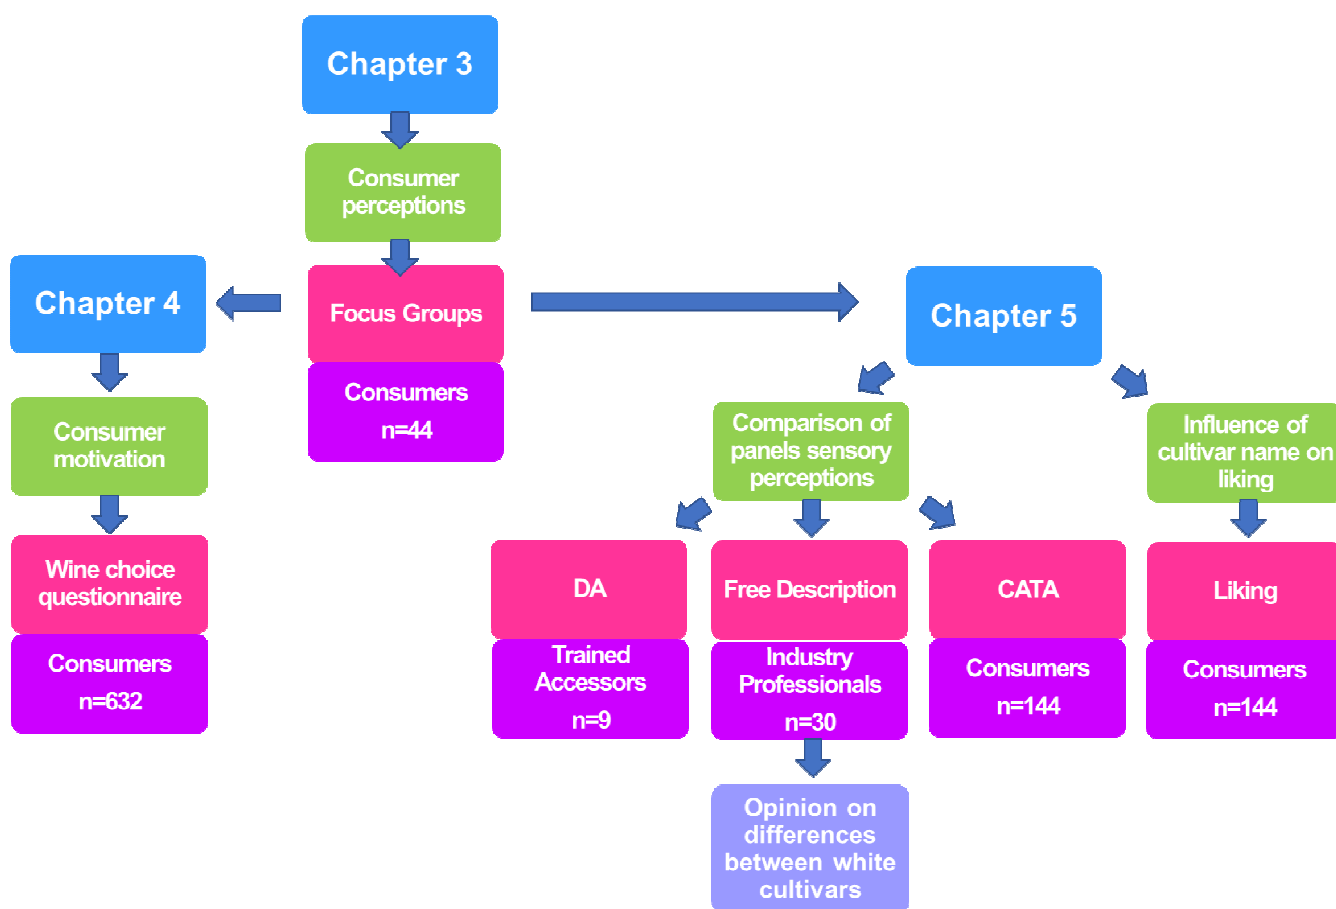 Chapter 3
Consumer
perceptions
Focus Groups
Consumers
n=44
Chapter 4
Consumer
motivation
Wine choice
questionnaire
Consumers
n=632
Chapter 5
Comparison of
panels sensory
perceptions
Influence of
cultivar name on
liking
DA
Trained
Accessors
n=9
Free Description
Industry
Professionals
n=30
CATA
Consumers
n=144
Liking
Consumers
n=144
Opinion on
differences
between white
cultivars